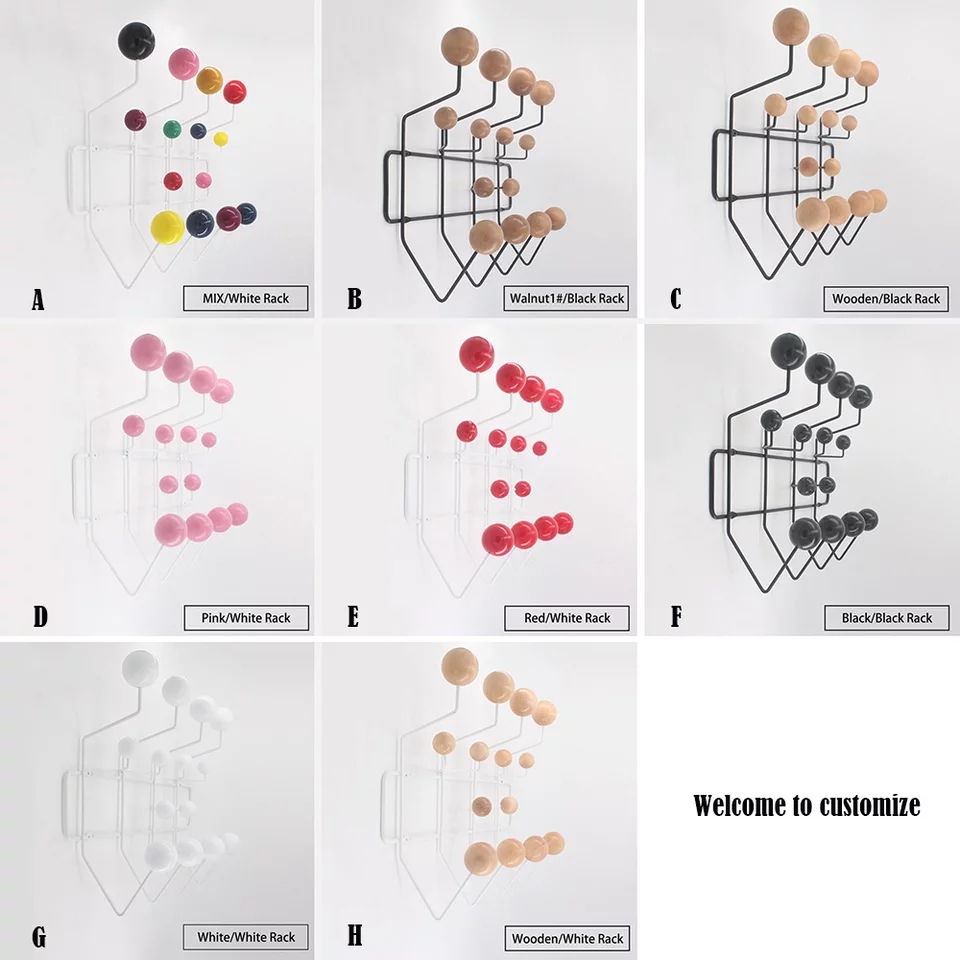 A
MIX/White Rack
B
Walnut1#/Black Rack
C
Wooden/Black Rack
D
Pink/White Rack
E
Red/White Rack
F
Black/Black Rack
G
White/White Rack
H
Wooden/White Rack
Welcome to customize